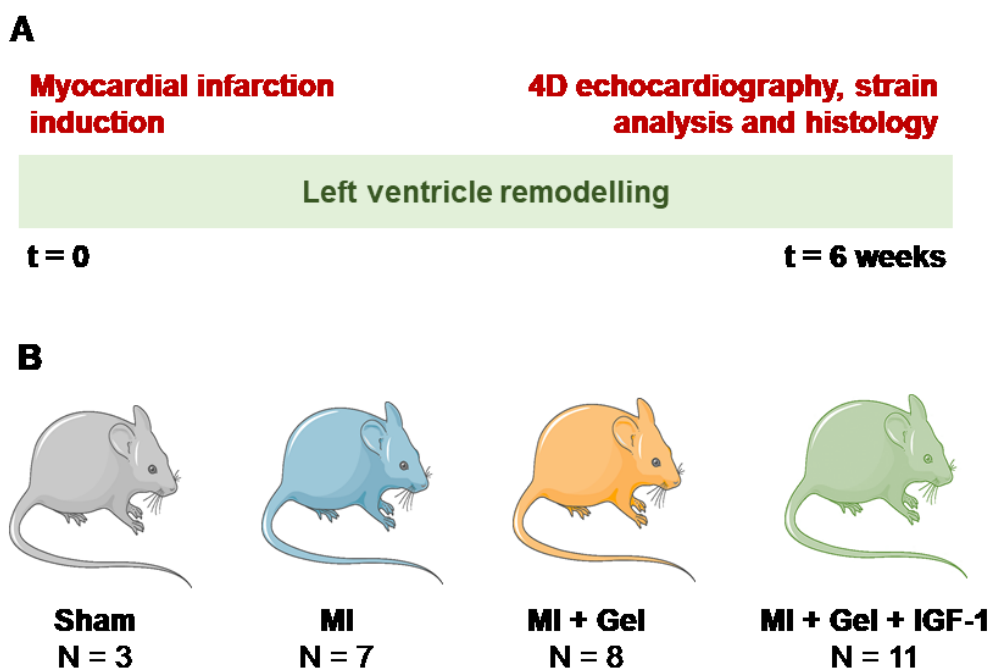 A
Myocardial infarction
induction
4D echocardiography, strain
analysis and histology
Left ventricle remodelling
t = 0
t = 6 weeks
B
Sham
N = 3
MI
N = 7
MI + Gel
N = 8
MI + Gel + IGF-1
N = 11